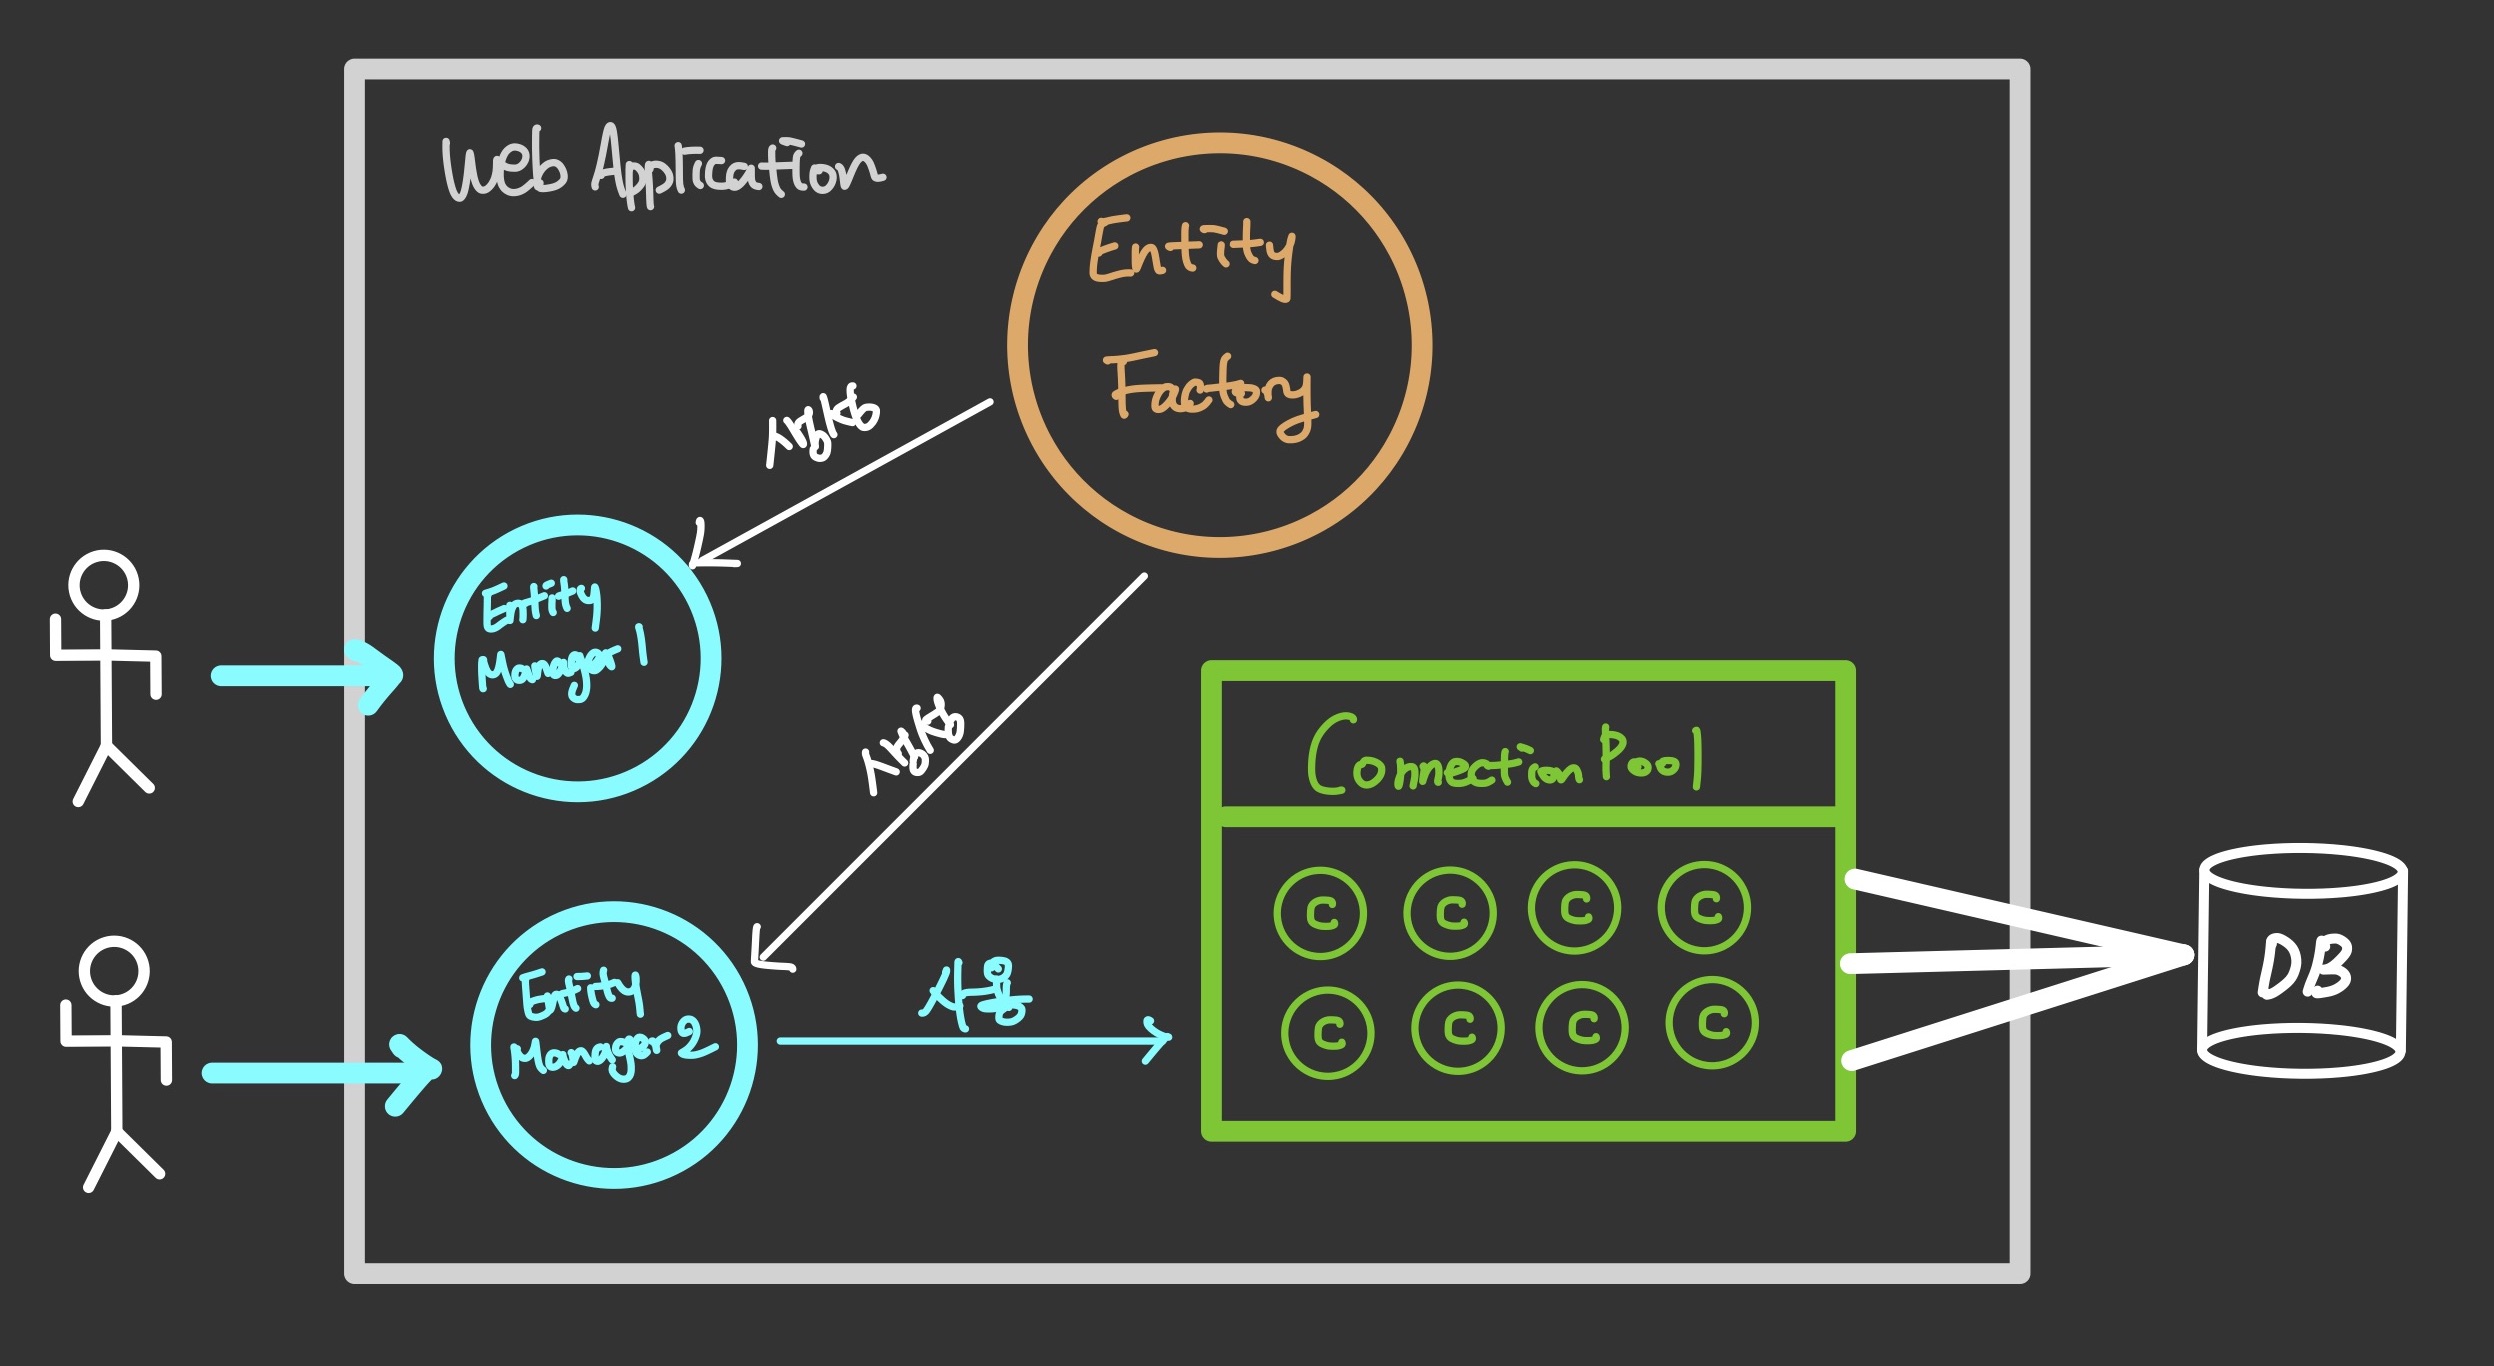 Web Application
Entity
Factory
생성
Entity
Manager 1
생성
Connection Pool
C C C C
C C C C
사용
Entity
manager 2
DB